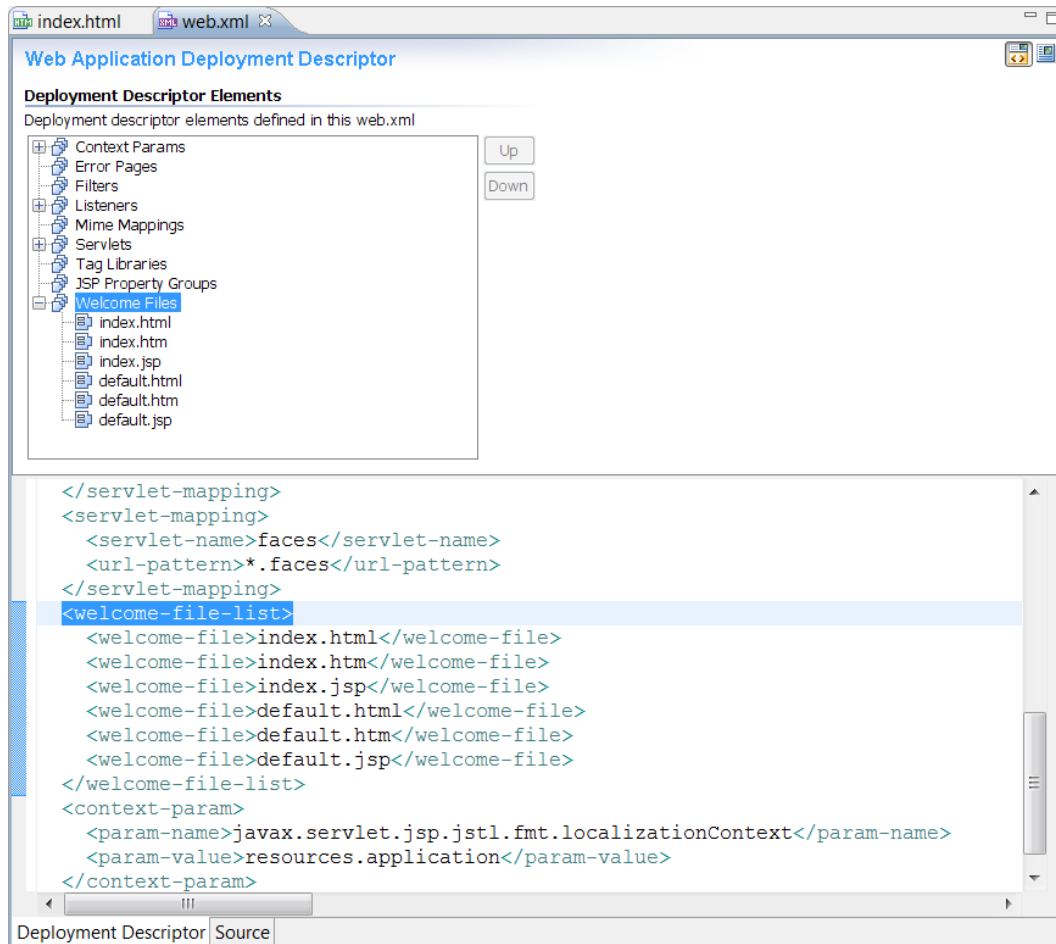 index.html web.xml
Web Application Deployment Descriptor
Deployment Descriptor Elements
Deployment descriptor elements defined in this web.xml
Context Params
Error Pages
Filters
Listeners
Mime Mappings
Servlets
Tag Libraries
JSP Property Groups
Welcome Files
index.html
index.htm
index.jsp
default.html
default.htm
default.jsp
Up
Down
</servlet-mapping>
<servlet-mapping>
<servlet-name>faces</servlet-name>
<url-pattern>*.faces</url-pattern>
</servlet-mapping>
<welcome-file-list>
<welcome-file>index.html</welcome-file>
<welcome-file>index.htm</welcome-file>
<welcome-file>index.jsp</welcome-file>
<welcome-file>default.html</welcome-file>
<welcome-file>default.htm</welcome-file>
<welcome-file>default.jsp</welcome-file>
</welcome-file-list>
<context-param>
<param-name>javax.servlet.jsp.jstl.fmt.localizationContext</param-name>
<param-value>resources.application</param-value>
</context-param>
Deployment Descriptor Source